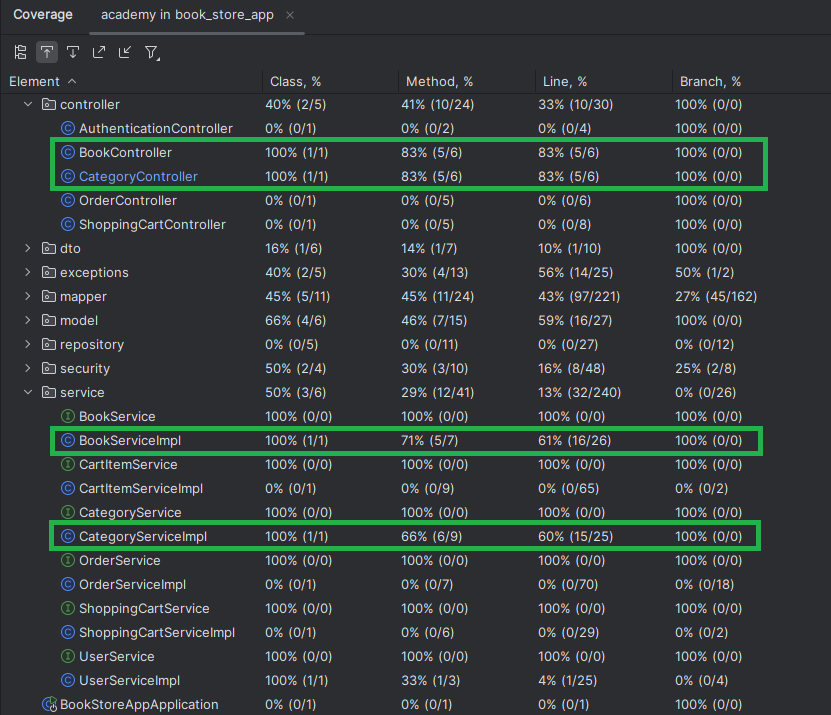 Coverage academy in book_store_app
Element Class, % Method, % Line, % Branch, %
controller 40% (2/5) 41% (10/24) 33% (10/30) 100% (0/0)
AuthenticationController 0% (0/1) 0% (0/2) 0% (0/4) 100% (0/0)
BookController 100% (1/1) 83% (5/6) 83% (5/6) 100% (0/0)
CategoryController 100% (1/1) 83% (5/6) 83% (5/6) 100% (0/0)
OrderController 0% (0/1) 0% (0/5) 0% (0/6) 100% (0/0)
ShoppingCartController 0% (0/1) 0% (0/5) 0% (0/8) 100% (0/0)
dto 16% (1/6) 14% (1/7) 10% (1/10) 100% (0/0)
exceptions 40% (2/5) 30% (4/13) 56% (14/25) 50% (1/2)
mapper 45% (5/11) 45% (11/24) 43% (97/221) 27% (45/162)
model 66% (4/6) 46% (7/15) 59% (16/27) 100% (0/0)
repository 0% (0/5) 0% (0/11) 0% (0/27) 0% (0/12)
security 50% (2/4) 30% (3/10) 16% (8/48) 25% (2/8)
service 50% (3/6) 29% (12/41) 13% (32/240) 0% (0/26)
BookService 100% (0/0) 100% (0/0) 100% (0/0) 100% (0/0)
BookServiceImpl 100% (1/1) 71% (5/7) 61% (16/26) 100% (0/0)
CartItemService 100% (0/0) 100% (0/0) 100% (0/0) 100% (0/0)
CartItemServiceImpl 0% (0/1) 0% (0/9) 0% (0/65) 0% (0/2)
CategoryService 100% (0/0) 100% (0/0) 100% (0/0) 100% (0/0)
CategoryServiceImpl 100% (1/1) 66% (6/9) 60% (15/25) 100% (0/0)
OrderService 100% (0/0) 100% (0/0) 100% (0/0) 100% (0/0)
OrderServiceImpl 0% (0/1) 0% (0/7) 0% (0/70) 0% (0/18)
ShoppingCartService 100% (0/0) 100% (0/0) 100% (0/0) 100% (0/0)
ShoppingCartServiceImpl 0% (0/1) 0% (0/6) 0% (0/29) 0% (0/2)
UserService 100% (0/0) 100% (0/0) 100% (0/0) 100% (0/0)
UserServiceImpl 100% (1/1) 33% (1/3) 4% (1/25) 0% (0/4)
BookStoreAppApplication 0% (0/1) 0% (0/1) 0% (0/1) 100% (0/0)